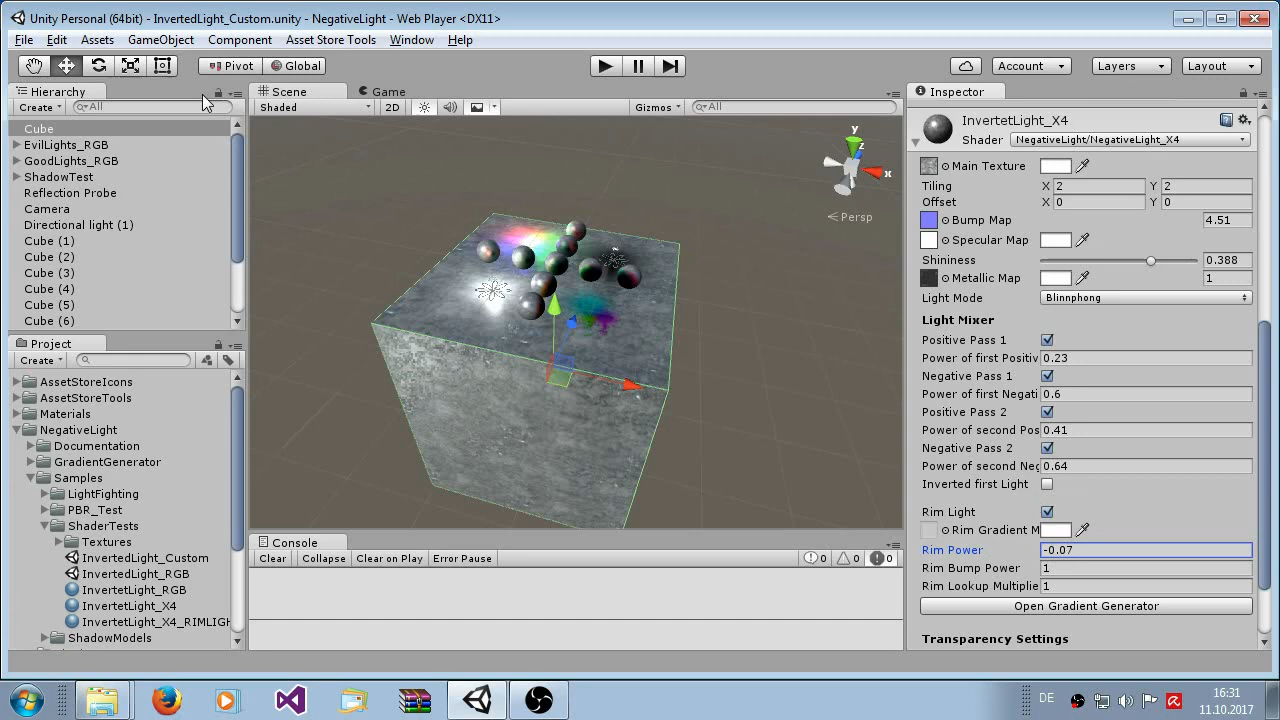 Unity Personal (64bit) - InvertedLight_Custom.unity - NegativeLight - Web Player <DX11>
File Edit Assets GameObject Component Asset Store Tools Window Help
Pivot Global Account Layers Layout
Hierarchy
Create All
Cube
EvilLights_RGB
GoodLights_RGB
ShadowTest
Reflection Probe
Camera
Directional light (1)
Cube (1)
Cube (2)
Cube (3)
Cube (4)
Cube (5)
Cube (6)
Project
Create
AssetStoreIcons
AssetStoreTools
Materials
NegativeLight
Documentation
GradientGenerator
Samples
LightFighting
PBR_Test
ShaderTests
Textures
InvertedLight_Custom
InvertedLight_RGB
InvertetLight_RGB
InvertetLight_X4
InvertetLight_X4_RIMLIGH
ShadowModels
Scene Game
Shaded 2D Gizmos All
y
z
x
Persp
Console
Clear Collapse Clear on Play Error Pause 0 0 0
Inspector
InvertetLight_X4
Shader NegativeLight/NegativeLight_X4
Main Texture
Tiling X 2 Y 2
Offset X 0 Y 0
Bump Map 4.51
Specular Map
Shininess 0.388
Metallic Map 1
Light Mode Blinnphong
Light Mixer
Positive Pass 1
Power of first Positiv 0.23
Negative Pass 1
Power of first Negati 0.6
Positive Pass 2
Power of second Pos 0.41
Negative Pass 2
Power of second Neg 0.64
Inverted first Light
Rim Light
Rim Gradient M
Rim Power -0.07
Rim Bump Power 1
Rim Lookup Multiplie 1
Open Gradient Generator
Transparency Settings
DE 16:31
11.10.2017